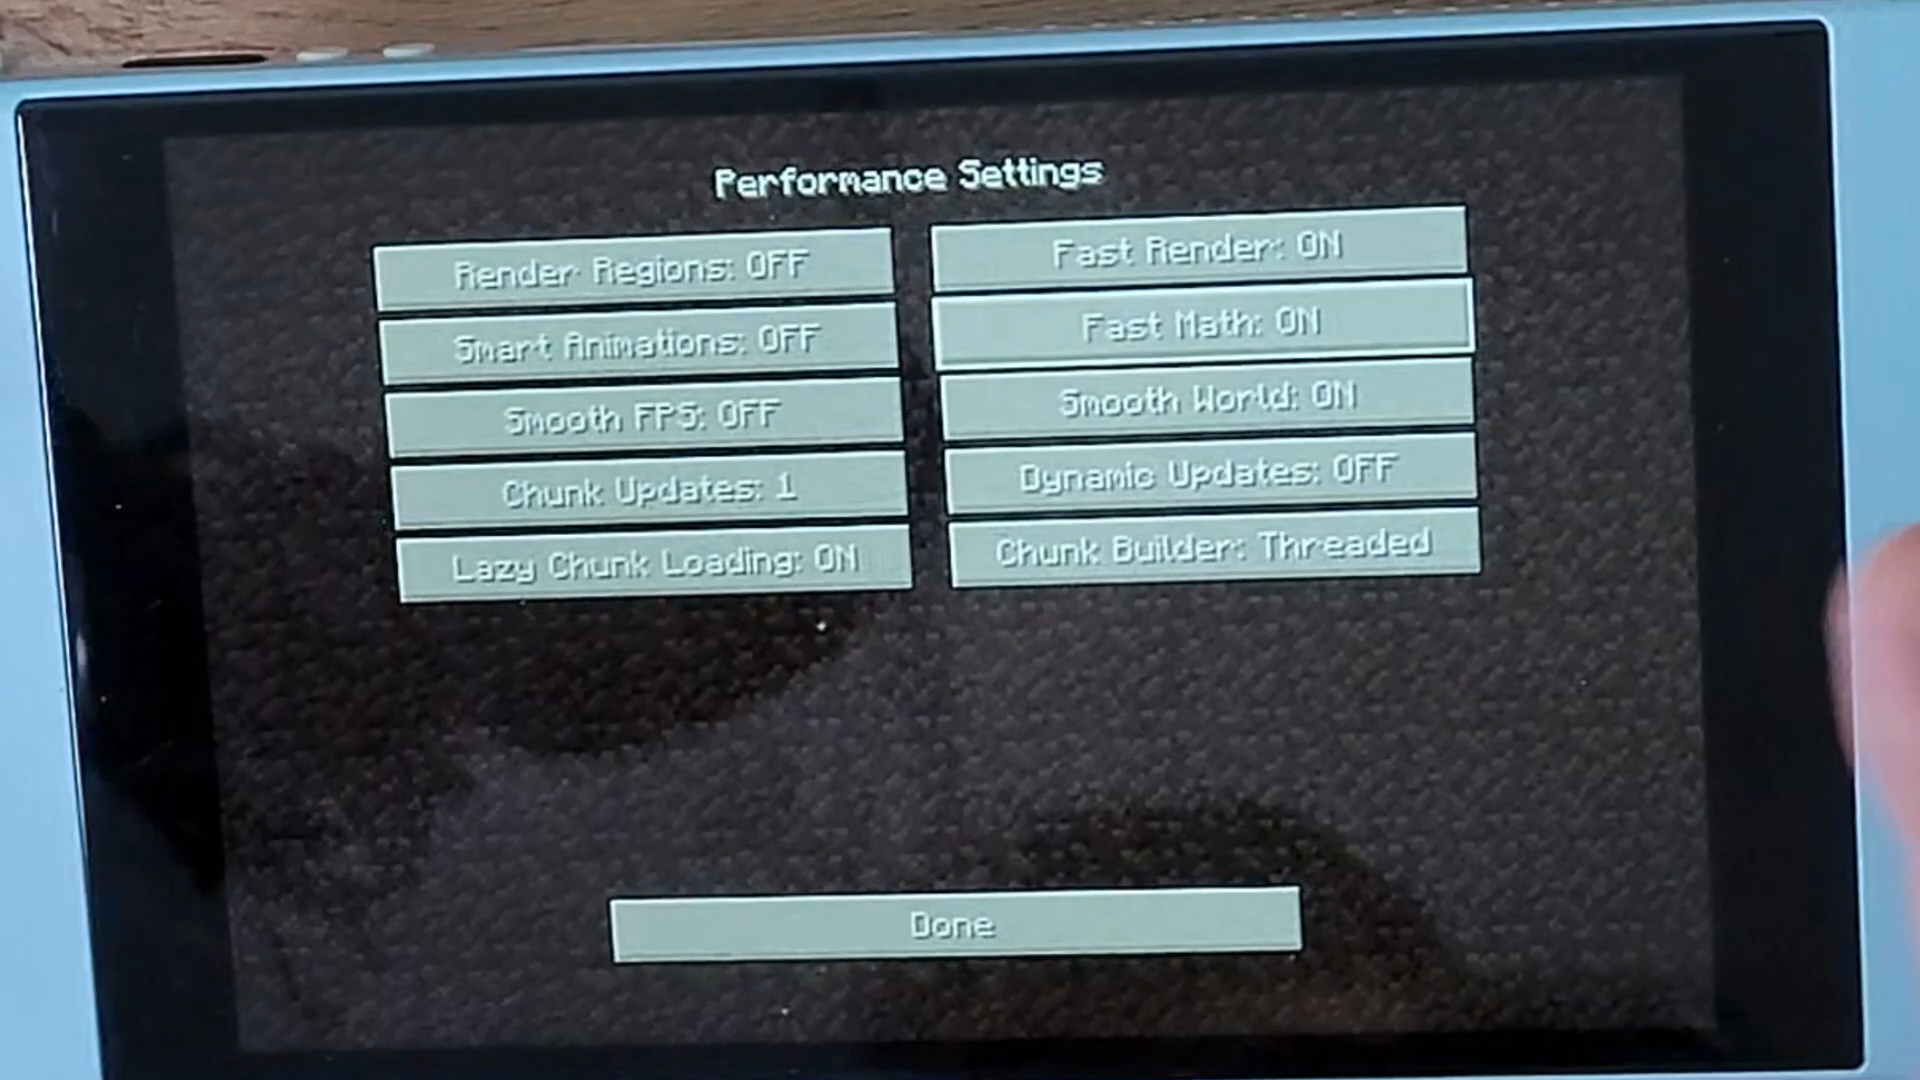 Performance Settings
Render Regions: OFF
Fast Render: ON
Smart Animations: OFF
Fast Math: ON
Smooth FPS: OFF
Smooth World: ON
Chunk Updates: 1
Dynamic Updates: OFF
Lazy Chunk Loading: ON
Chunk Builder: Threaded
Done